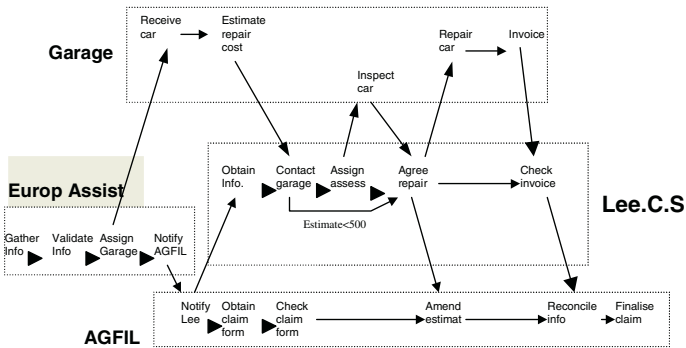 Receive
car
Estimate
repair
cost
Repair
car
Invoice
Garage
Inspect
car
Obtain
Info.
Contact
garage
Assign
assess
Agree
repair
Check
invoice
Estimate<500
Lee.C.S
Europ Assist
Gather
Info
Validate
Info
Assign
Garage
Notify
AGFIL
Notify
Lee
Obtain
claim
form
Check
claim
form
Amend
estimat
Reconcile
info
Finalise
claim
AGFIL